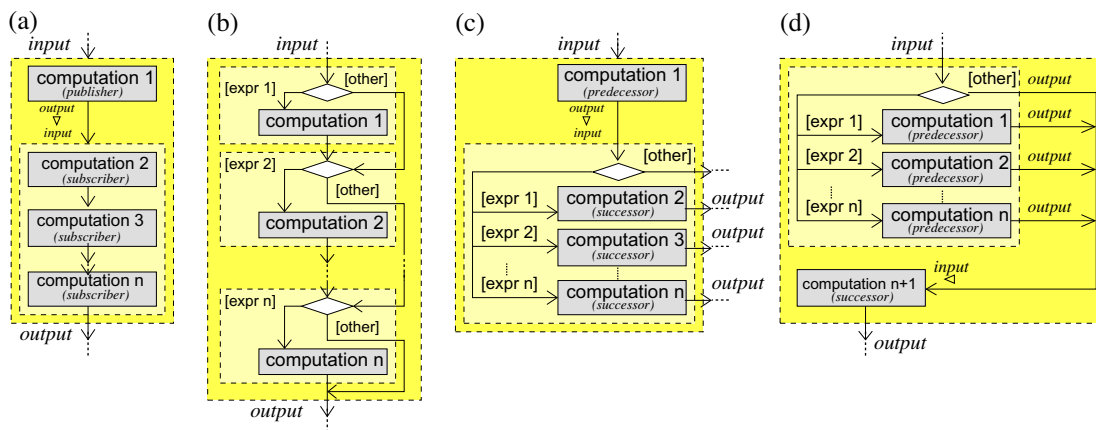 (a)
input
computation 1
(publisher)
output
input
computation 2
(subscriber)
computation 3
(subscriber)
computation n
(subscriber)
output
(b)
input
[other]
[expr 1]
computation 1
[expr 2]
[other]
computation 2
[expr n]
[other]
computation n
output
(c)
input
computation 1
(predecessor)
output
input
[other]
[expr 1]
computation 2
(successor)
output
[expr 2]
computation 3
(successor)
output
[expr n]
computation n
(successor)
output
(d)
input
[other]
output
[expr 1]
computation 1
(predecessor)
output
[expr 2]
computation 2
(predecessor)
output
[expr n]
computation n
(predecessor)
output
input
computation n+1
(successor)
output